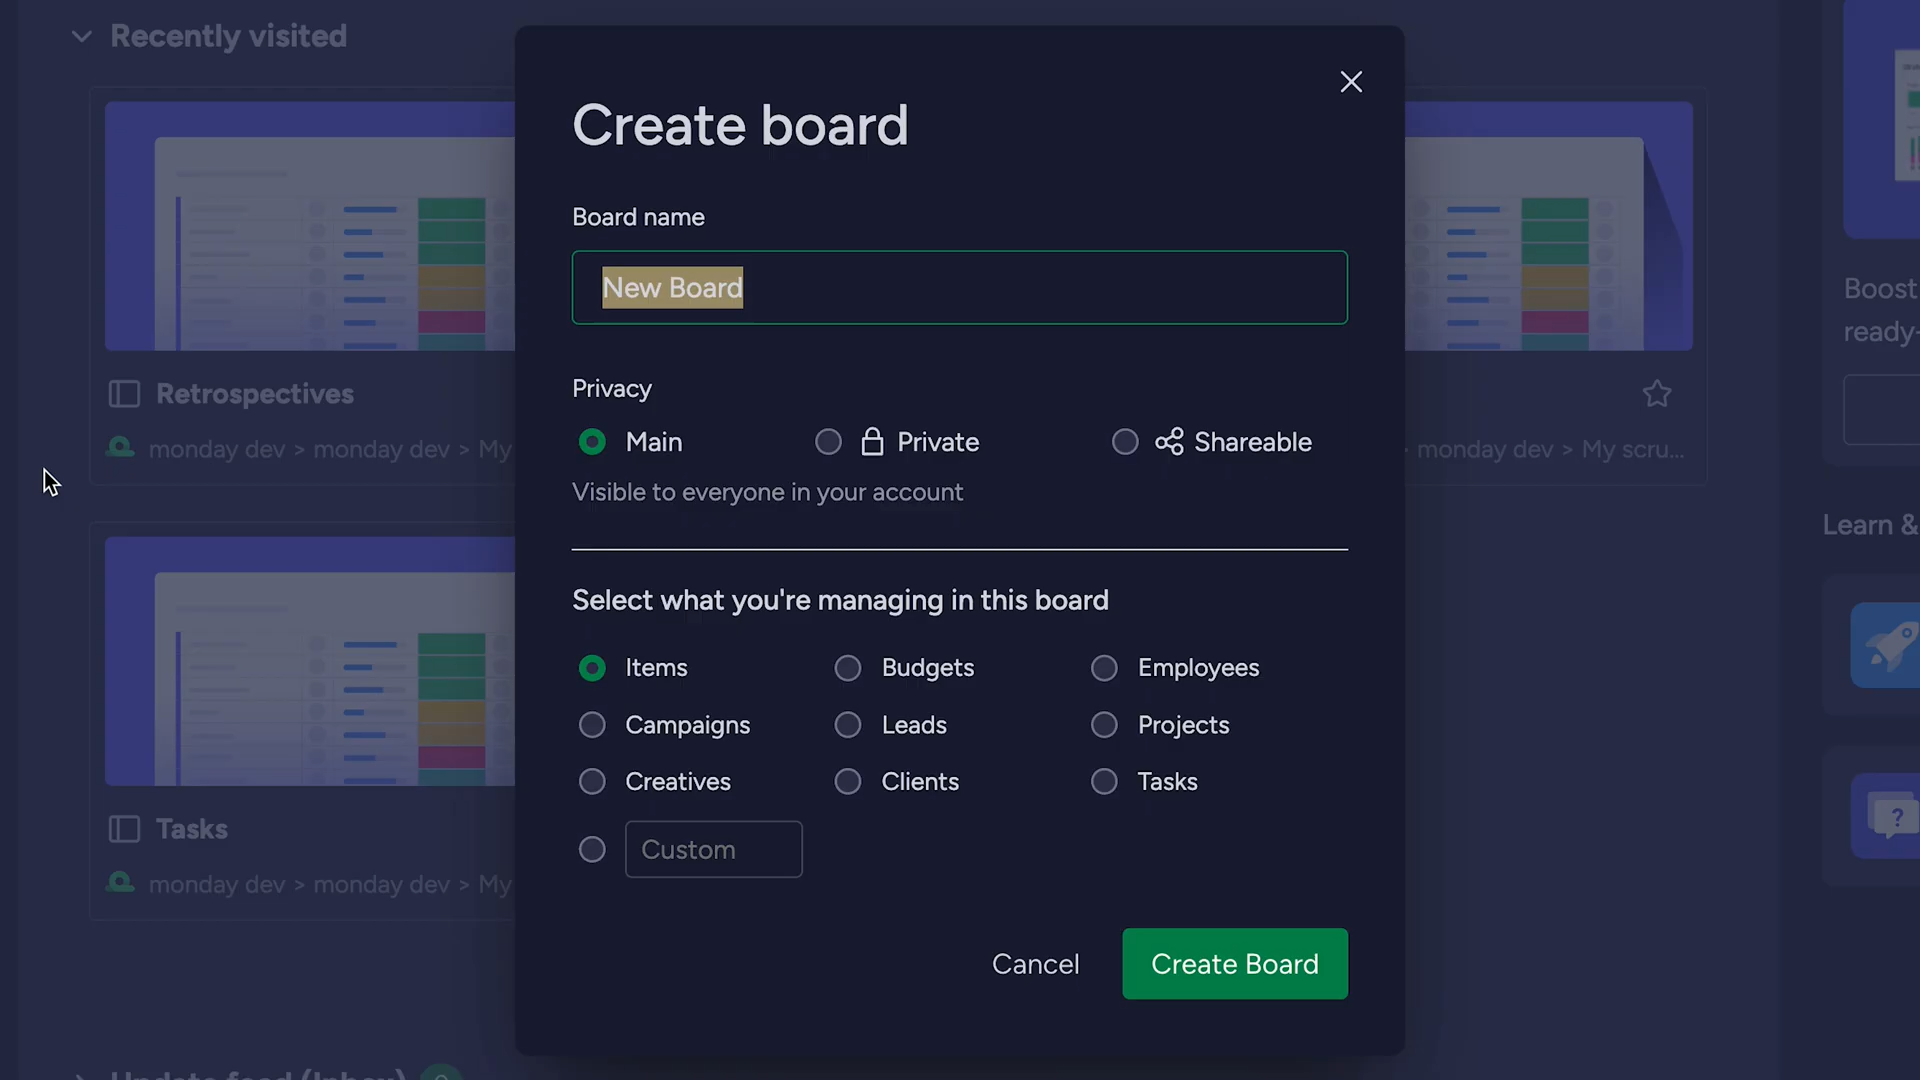 Recently visited
Create board
Board name
New Board
Privacy
Main
Private
Shareable
Visible to everyone in your account
Select what you're managing in this board
Items
Budgets
Employees
Campaigns
Leads
Projects
Creatives
Clients
Tasks
Custom
Cancel
Create Board
Retrospectives
monday dev > monday dev > My
monday dev > My scru...
Tasks
monday dev > monday dev > My
Boost
ready-
Learn &
?
Update feed (Inbox)